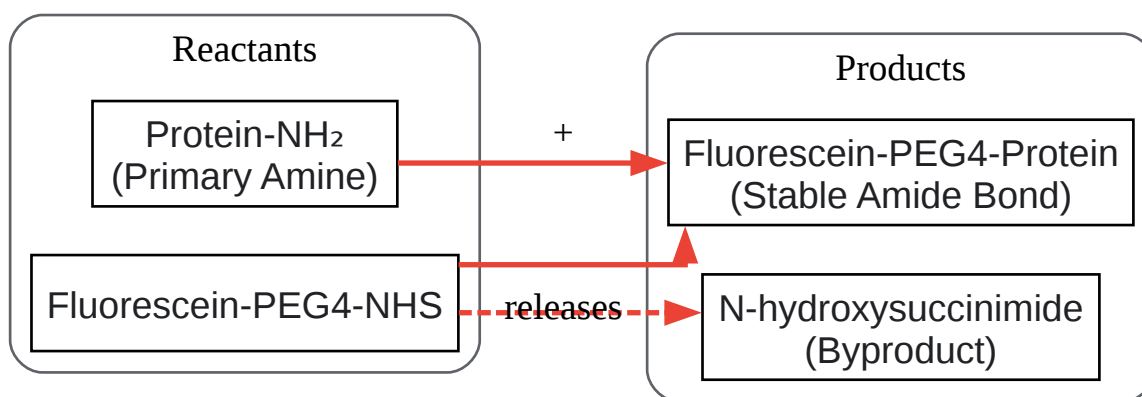 Reactants
Protein-NH₂
(Primary Amine)
Fluorescein-PEG4-NHS
+
releases
Products
Fluorescein-PEG4-Protein
(Stable Amide Bond)
N-hydroxysuccinimide
(Byproduct)